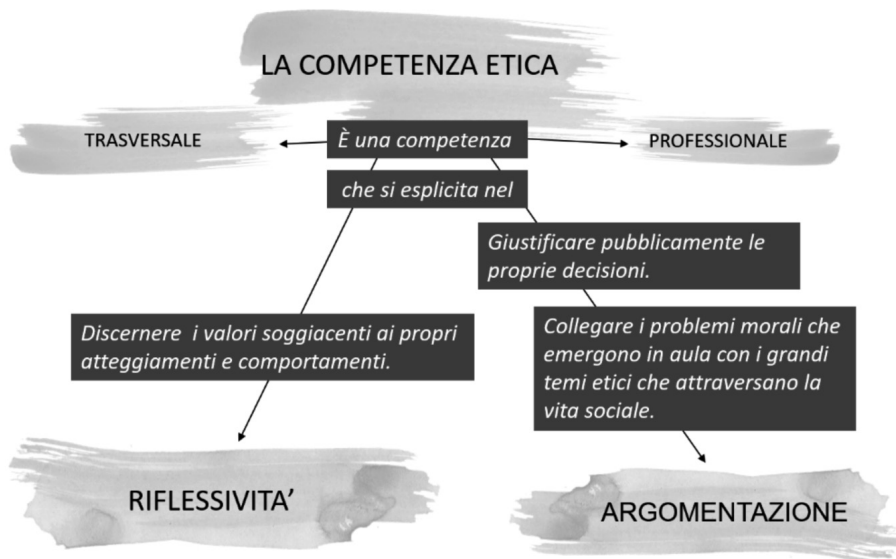 LA COMPETENZA ETICA
TRASVERSALE
È una competenza
PROFESSIONALE
che si esplicita nel
Giustificare pubblicamente le
proprie decisioni.
Discernere  i valori soggiacenti ai propri
atteggiamenti e comportamenti.
Collegare i problemi morali che
emergono in aula con i grandi
temi etici che attraversano la
vita sociale.
RIFLESSIVITA’
ARGOMENTAZIONE